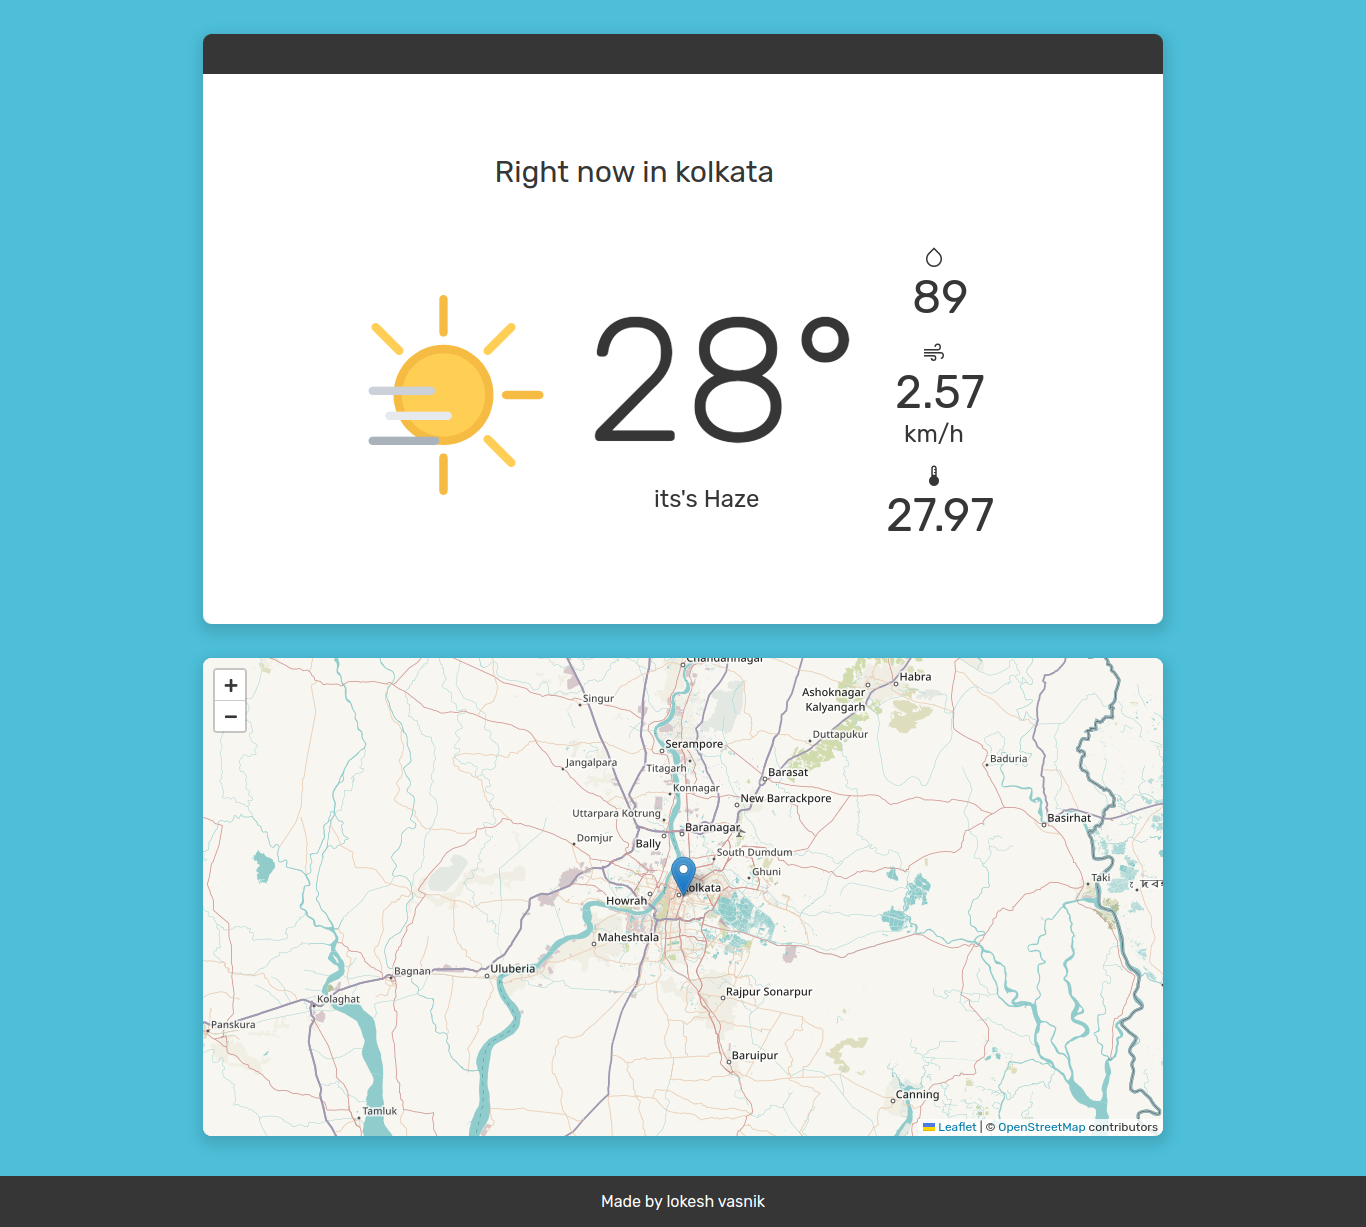 Right now in kolkata
28°
its's Haze
89
2.57
km/h
27.97
+
−
Chandannagar
Habra
Ashoknagar
Kalyangarh
Singur
Duttapukur
Serampore
Baduria
Jangalpara
Titagarh
Barasat
Konnagar
New Barrackpore
Uttarpara Kotrung
Basirhat
Baranagar
Domjur
Bally
South Dumdum
Ghuni
Taki
Kolkata
Howrah
Maheshtala
Bagnan
Uluberia
Rajpur Sonarpur
Kolaghat
Panskura
Baruipur
Canning
Tamluk
Leaflet | © OpenStreetMap contributors
Made by lokesh vasnik